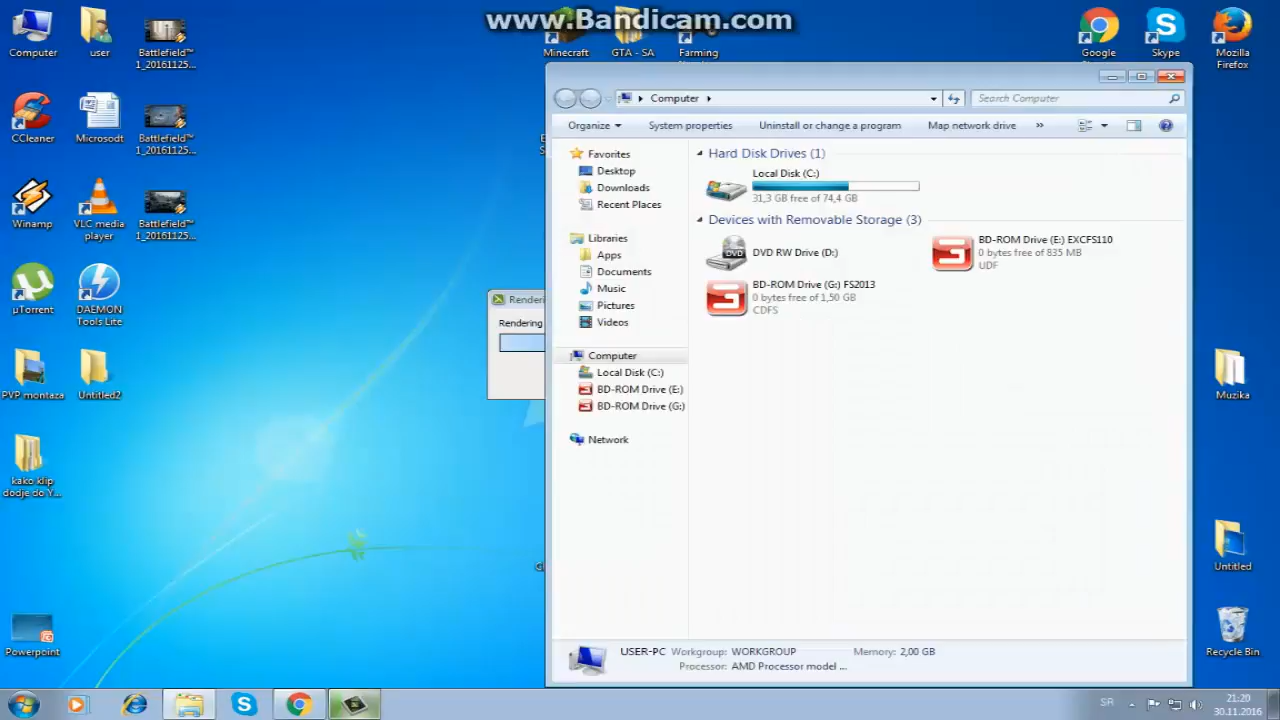 www.Bandicam.com
Computer
user
Battlefield™
1_20161125...
Minecraft
GTA - SA
Farming
Google
Skype
Mozilla
Firefox
CCleaner
Microsodt
Battlefield™
1_20161125...
Winamp
VLC media
player
Battlefield™
1_20161125...
µTorrent
DAEMON
Tools Lite
PVP montaza
Untitled2
kako klip
dodje do Y...
Powerpoint
Muzika
Untitled
Recycle Bin
Renderi
Rendering
Computer
Search Computer
Organize
System properties
Uninstall or change a program
Map network drive
»
Favorites
Desktop
Downloads
Recent Places
Libraries
Apps
Documents
Music
Pictures
Videos
Computer
Local Disk (C:)
BD-ROM Drive (E:)
BD-ROM Drive (G:)
Network
Hard Disk Drives (1)
Local Disk (C:)
31,3 GB free of 74,4 GB
Devices with Removable Storage (3)
DVD RW Drive (D:)
BD-ROM Drive (E:) EXCFS110
0 bytes free of 835 MB
UDF
BD-ROM Drive (G:) FS2013
0 bytes free of 1,50 GB
CDFS
USER-PC Workgroup: WORKGROUP Memory: 2,00 GB
Processor: AMD Processor model ...
SR
21:20
30.11.2016